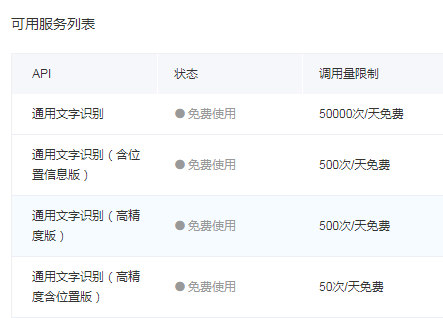 可用服务列表
API 状态 调用量限制
通用文字识别 免费使用 50000次/天免费
通用文字识别（含位
置信息版） 免费使用 500次/天免费
通用文字识别（高精
度版） 免费使用 500次/天免费
通用文字识别（高精
度含位置版） 免费使用 50次/天免费